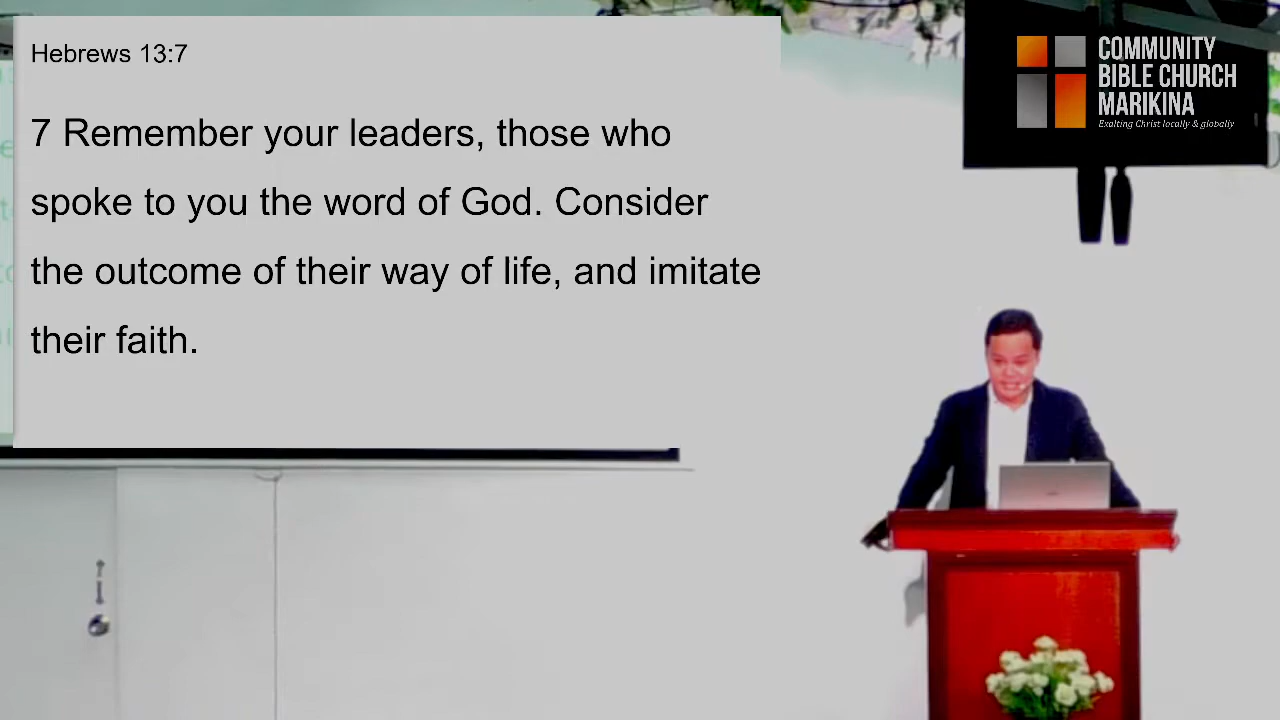 Hebrews 13:7
7 Remember your leaders, those who
spoke to you the word of God. Consider
the outcome of their way of life, and imitate
their faith.
COMMUNITY
BIBLE CHURCH
MARIKINA
Exalting Christ locally & globally